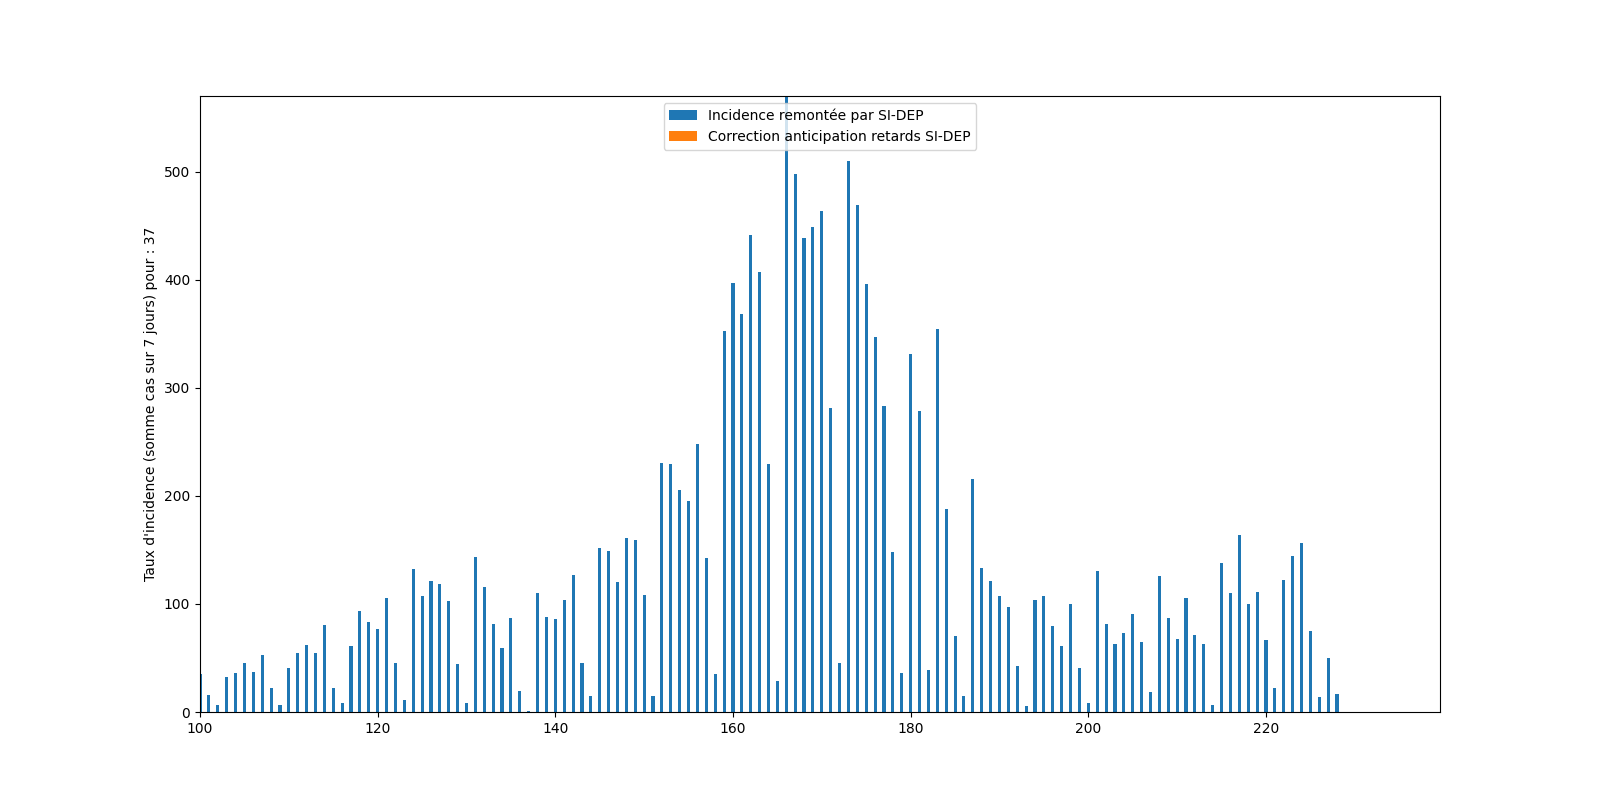 Incidence remontée par SI-DEP
Correction anticipation retards SI-DEP
Taux d'incidence (somme cas sur 7 jours) pour : 37
500
400
300
200
100
0
100 120 140 160 180 200 220